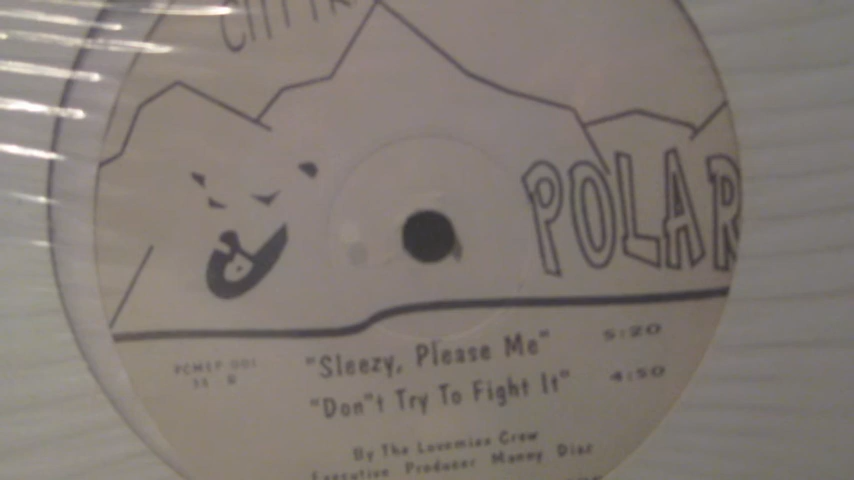 POLAR
"Sleezy, Please Me" 5:20
"Don"t Try To Fight It" 4:50
By The Lovemies Crew
Executive Producer Manny Diaz